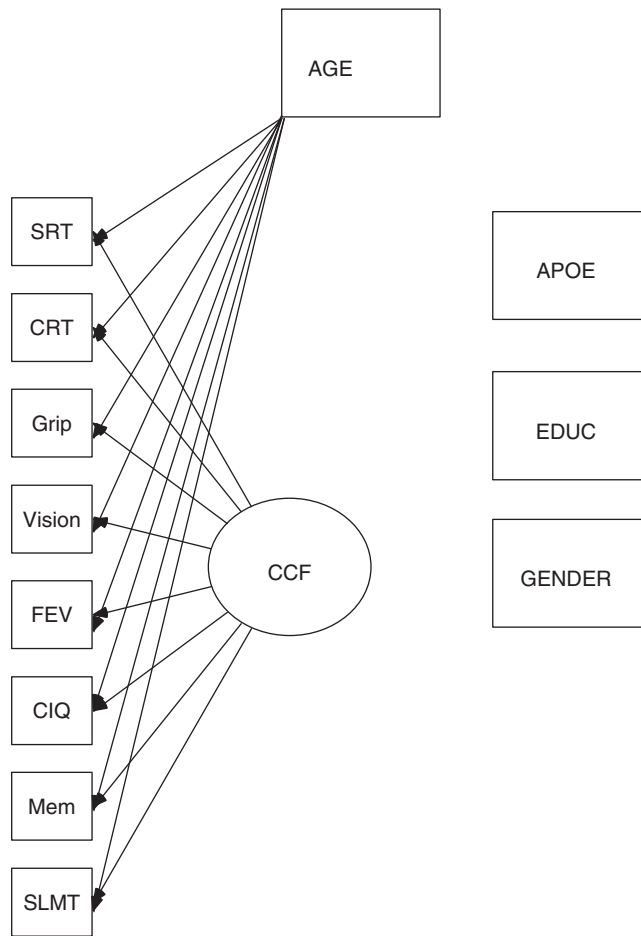 AGE
SRT
APOE
CRT
Grip
EDUC
Vision
CCF
GENDER
FEV
CIQ
Mem
SLMT